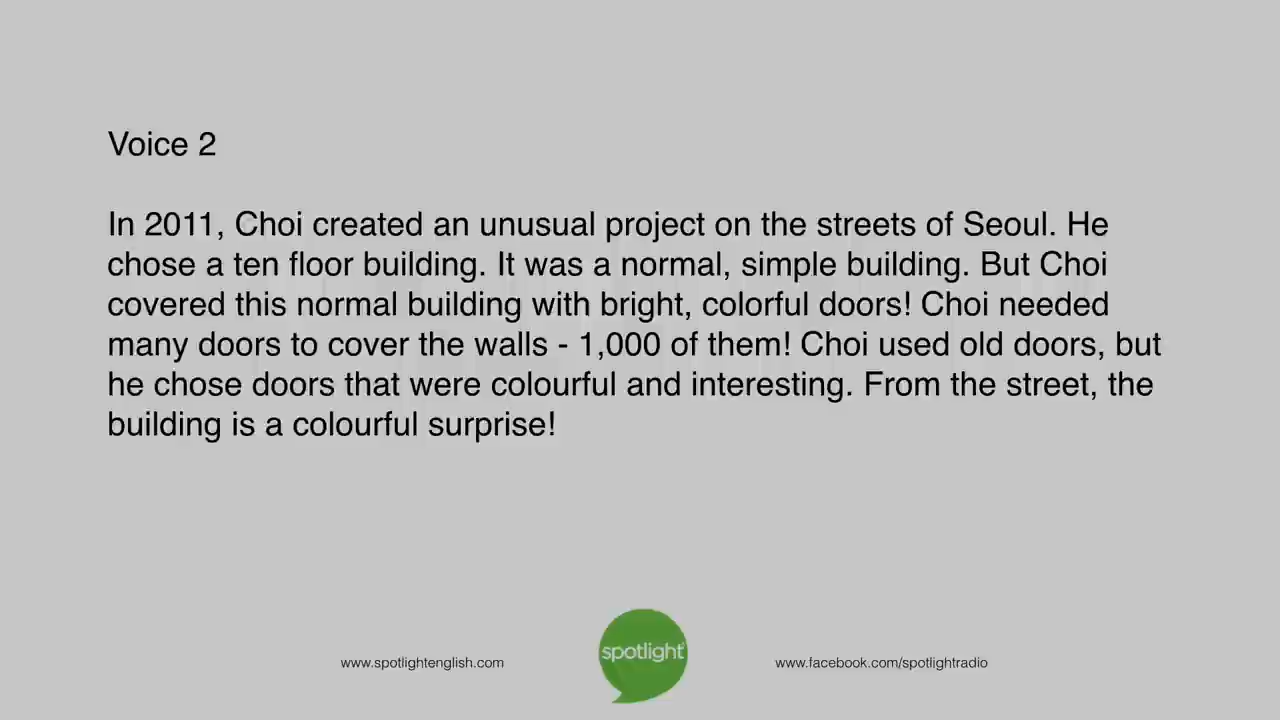 Voice 2
In 2011, Choi created an unusual project on the streets of Seoul. He
chose a ten floor building. It was a normal, simple building. But Choi
covered this normal building with bright, colorful doors! Choi needed
many doors to cover the walls - 1,000 of them! Choi used old doors, but
he chose doors that were colourful and interesting. From the street, the
building is a colourful surprise!
www.spotlightenglish.com
spotlight
www.facebook.com/spotlightradio